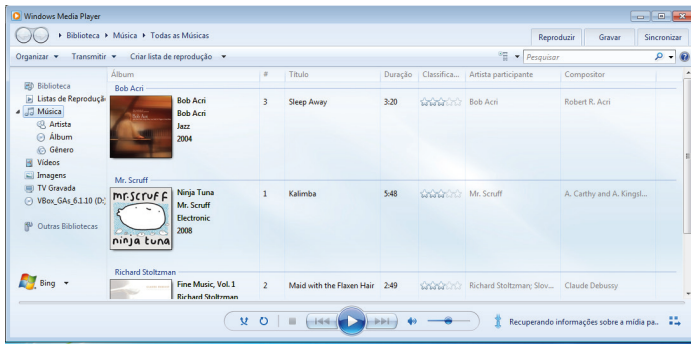 Windows Media Player
Biblioteca Música Todas as Músicas
Reproduzir Gravar Sincronizar
Organizar Transmitir Criar lista de reprodução Pesquisar
Álbum # Título Duração Classifica... Artista participante Compositor
Biblioteca
Listas de Reproduçã
Música
Artista
Álbum
Gênero
Vídeos
Imagens
TV Gravada
VBox_GAs_6.1.10 (D:)
Outras Bibliotecas
Bing
Bob Acri
Bob Acri 3 Sleep Away 3:20 Bob Acri Robert R. Acri
Bob Acri
Jazz
2004
Mr. Scruff
mr.scruff
ninja tuna
Ninja Tuna 1 Kalimba 5:48 Mr. Scruff A. Carthy and A. Kingsl...
Mr. Scruff
Electronic
2008
Richard Stoltzman
Fine Music, Vol. 1 2 Maid with the Flaxen Hair 2:49 Richard Stoltzman; Slov... Claude Debussy
Richard Stoltzman
Recuperando informações sobre a mídia pa..